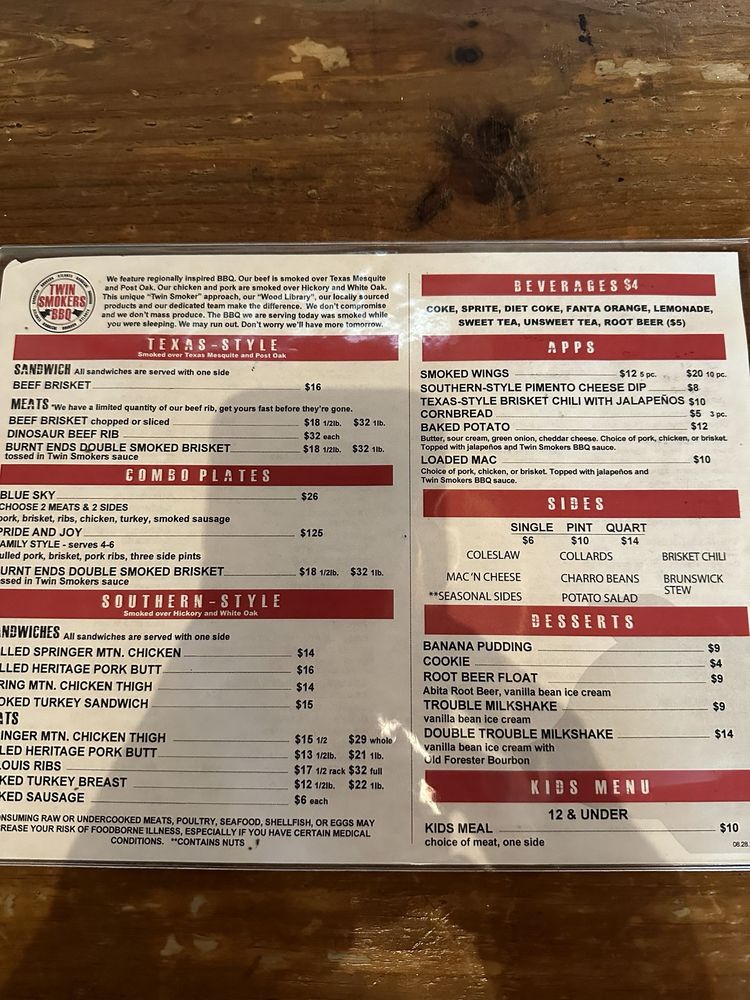 TWIN
SMOKERS
BBQ
We feature regionally inspired BBQ. Our beef is smoked over Texas Mesquite
and Post Oak. Our chicken and pork are smoked over Hickory and White Oak.
This unique "Twin Smoker" approach, our "Wood Library", our locally sourced
products and our dedicated team make the difference. We don't compromise
and we don't mass produce. The BBQ we are serving today was smoked while
you were sleeping. We may run out. Don't worry we'll have more tomorrow.
TEXAS-STYLE
Smoked over Texas Mesquite and Post Oak
SANDWICH All sandwiches are served with one side
BEEF BRISKET $16
MEATS *We have a limited quantity of our beef rib, get yours fast before they're gone.
BEEF BRISKET chopped or sliced $18 1/2lb. $32 1lb.
DINOSAUR BEEF RIB $32 each
BURNT ENDS DOUBLE SMOKED BRISKET $18 1/2lb. $32 1lb.
tossed in Twin Smokers sauce
COMBO PLATES
BLUE SKY $26
CHOOSE 2 MEATS & 2 SIDES
pork, brisket, ribs, chicken, turkey, smoked sausage
PRIDE AND JOY $125
FAMILY STYLE - serves 4-6
ulled pork, brisket, pork ribs, three side pints
URNT ENDS DOUBLE SMOKED BRISKET $18 1/2lb. $32 1lb.
ssed in Twin Smokers sauce
SOUTHERN-STYLE
Smoked over Hickory and White Oak
NDWICHES All sandwiches are served with one side
LLED SPRINGER MTN. CHICKEN $14
LLED HERITAGE PORK BUTT $16
RING MTN. CHICKEN THIGH $14
OKED TURKEY SANDWICH $15
ATS
INGER MTN. CHICKEN THIGH $15 1/2 $29 whole
LED HERITAGE PORK BUTT $13 1/2lb. $21 1lb.
LOUIS RIBS $17 1/2 rack $32 full
KED TURKEY BREAST $12 1/2lb. $22 1lb.
KED SAUSAGE $6 each
NSUMING RAW OR UNDERCOOKED MEATS, POULTRY, SEAFOOD, SHELLFISH, OR EGGS MAY
REASE YOUR RISK OF FOODBORNE ILLNESS, ESPECIALLY IF YOU HAVE CERTAIN MEDICAL
CONDITIONS. **CONTAINS NUTS
BEVERAGES $4
COKE, SPRITE, DIET COKE, FANTA ORANGE, LEMONADE,
SWEET TEA, UNSWEET TEA, ROOT BEER ($5)
APPS
SMOKED WINGS $12 5 pc. $20 10 pc.
SOUTHERN-STYLE PIMENTO CHEESE DIP $8
TEXAS-STYLE BRISKET CHILI WITH JALAPEÑOS $10
CORNBREAD $5 3 pc.
BAKED POTATO $12
Butter, sour cream, green onion, cheddar cheese. Choice of pork, chicken, or brisket.
Topped with jalapeños and Twin Smokers BBQ sauce.
LOADED MAC $10
Choice of pork, chicken, or brisket. Topped with jalapeños and
Twin Smokers BBQ sauce.
SIDES
SINGLE PINT QUART
$6 $10 $14
COLESLAW COLLARDS BRISKET CHILI
MAC 'N CHEESE CHARRO BEANS BRUNSWICK
STEW
**SEASONAL SIDES POTATO SALAD
DESSERTS
BANANA PUDDING $9
COOKIE $4
ROOT BEER FLOAT $9
Abita Root Beer, vanilla bean ice cream
TROUBLE MILKSHAKE $9
vanilla bean ice cream
DOUBLE TROUBLE MILKSHAKE $14
vanilla bean ice cream with
Old Forester Bourbon
KIDS MENU
12 & UNDER
KIDS MEAL $10
choice of meat, one side
08.28.